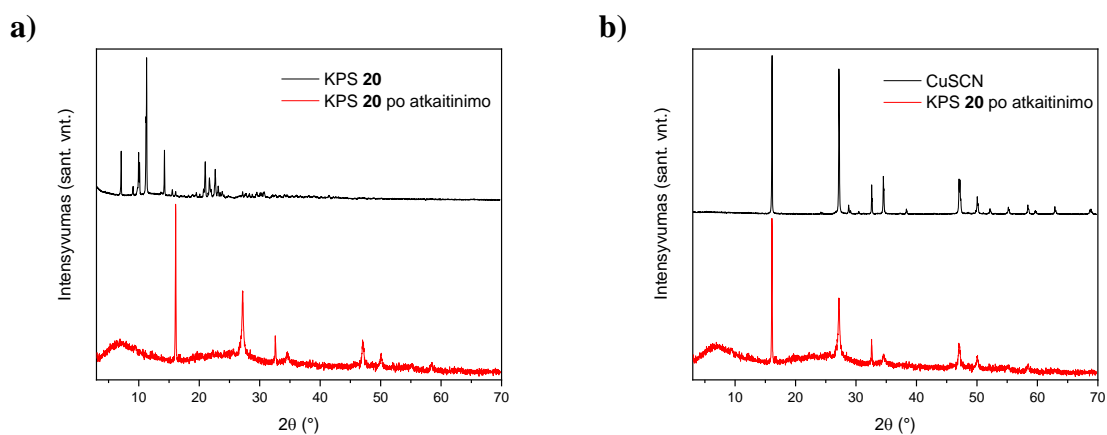 a)
Intensyvumas (sant. vnt.)
KPS 20
KPS 20 po atkaitinimo
10 20 30 40 50 60 70
2θ (°)
b)
Intensyvumas (sant. vnt.)
CuSCN
KPS 20 po atkaitinimo
10 20 30 40 50 60 70
2θ (°)